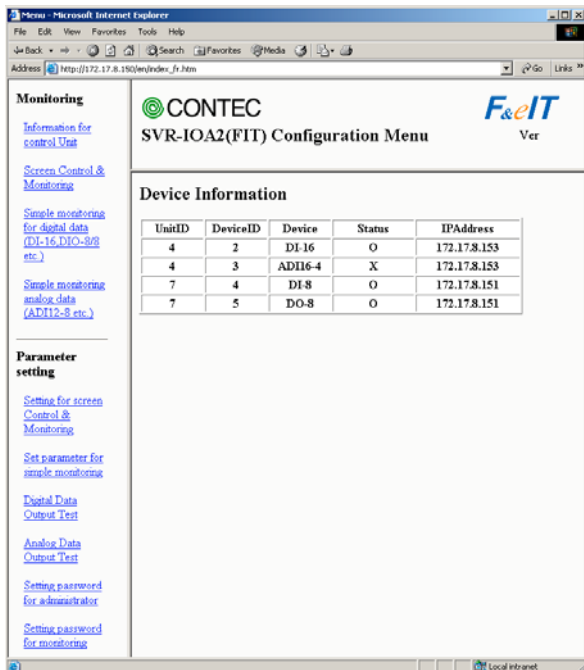 Menu - Microsoft Internet Explorer
File Edit View Favorites Tools Help
Back Search Favorites Media
Address http://172.17.8.150/en/index_fr.htm Go Links »
Monitoring
Information for
control Unit
Screen Control &
Monitoring
Simple monitoring
for digital data
(DI-16,DIO-8/8
etc.)
Simple monitoring
analog data
(ADI12-8 etc.)
Parameter
setting
Setting for screen
Control &
Monitoring
Set parameter for
simple monitoring
Digital Data
Output Test
Analog Data
Output Test
Setting password
for administrator
Setting password
for monitoring
CONTEC F&eIT
SVR-IOA2(FIT) Configuration Menu Ver
Device Information
UnitID DeviceID Device Status IPAddress
4 2 DI-16 O 172.17.8.153
4 3 ADI16-4 X 172.17.8.153
7 4 DI-8 O 172.17.8.151
7 5 DO-8 O 172.17.8.151
Local intranet